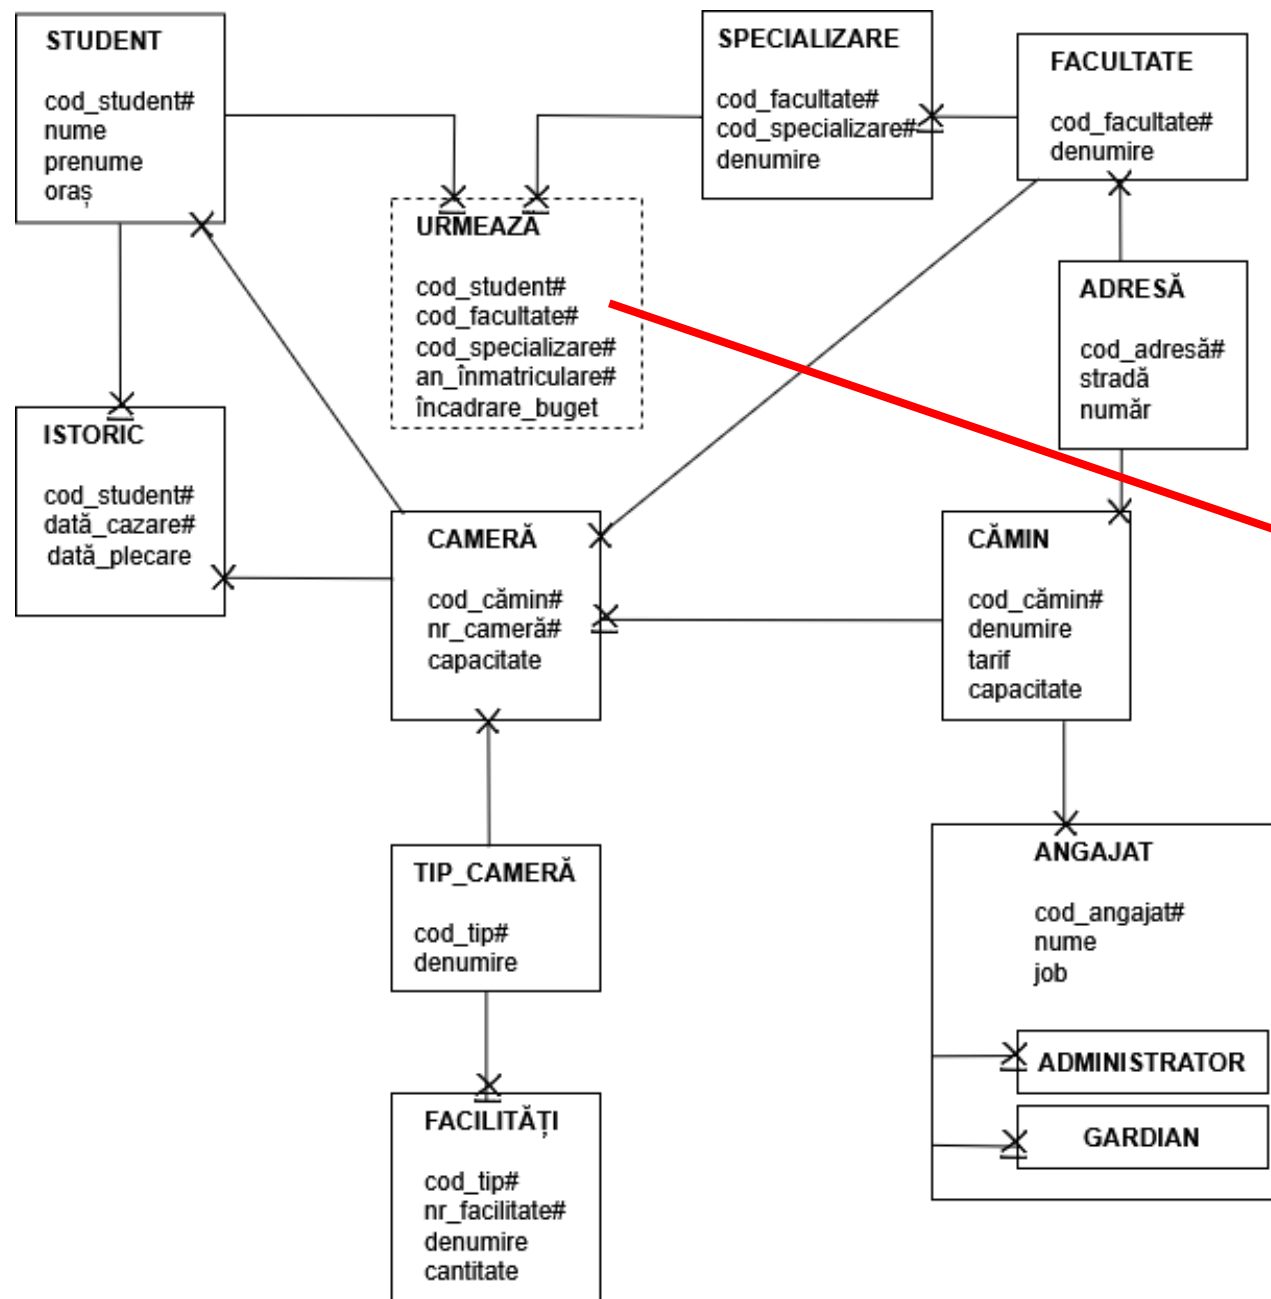 STUDENT
cod_student#
nume
prenume
oraș
SPECIALIZARE
cod_facultate#
cod_specializare#
denumire
FACULTATE
cod_facultate#
denumire
URMEAZĂ
cod_student#
cod_facultate#
cod_specializare#
an_înmatriculare#
încadrare_buget
ADRESĂ
cod_adresă#
stradă
număr
ISTORIC
cod_student#
dată_cazare#
dată_plecare
CAMERĂ
cod_cămin#
nr_cameră#
capacitate
CĂMIN
cod_cămin#
denumire
tarif
capacitate
TIP_CAMERĂ
cod_tip#
denumire
ANGAJAT
cod_angajat#
nume
job
ADMINISTRATOR
GARDIAN
FACILITĂȚI
cod_tip#
nr_facilitate#
denumire
cantitate